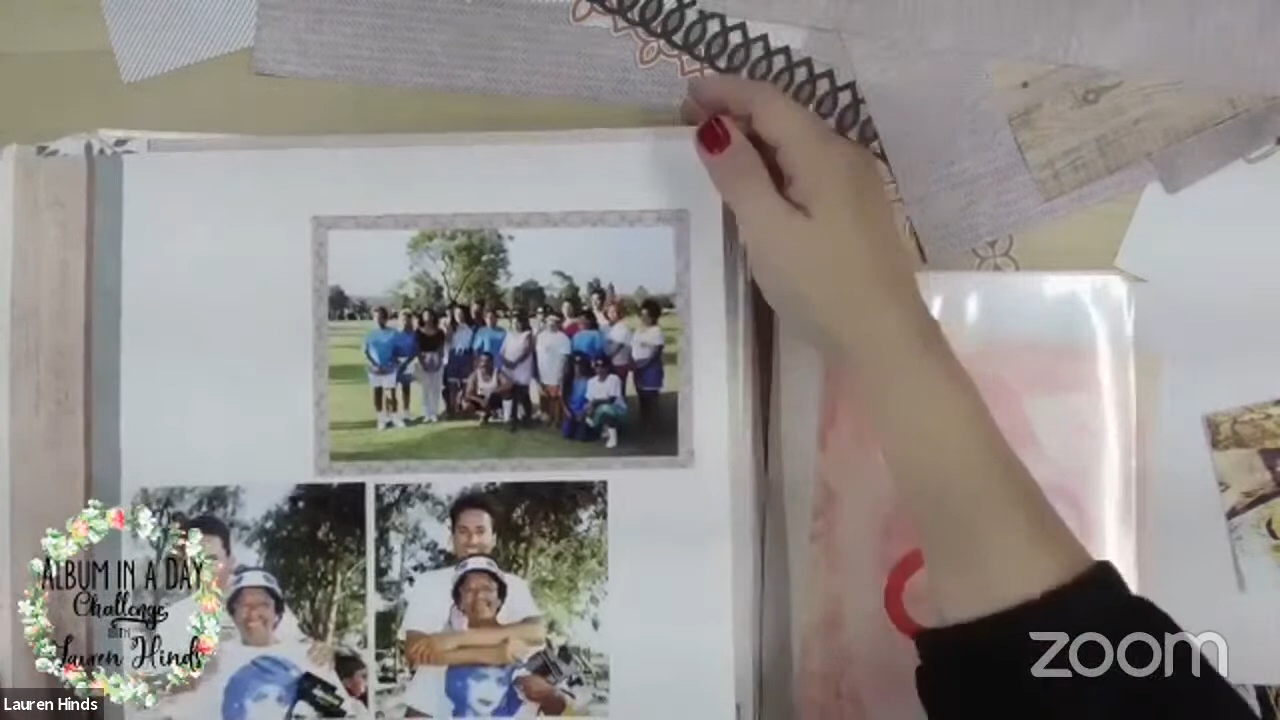 ALBUM IN A DAY
Challenge
WITH
Lauren Hinds
Lauren Hinds
zoom